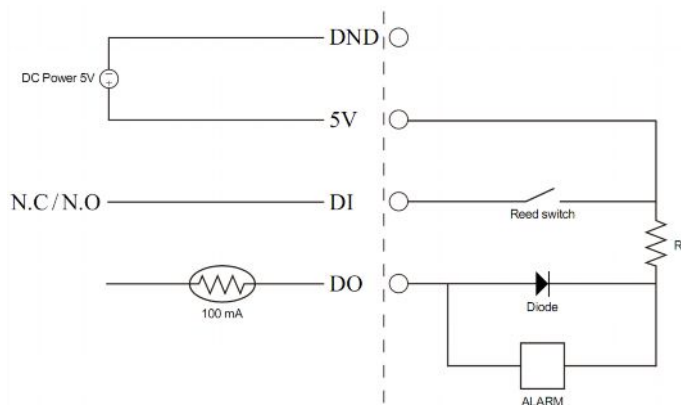 DND
DC Power 5V
5V
N.C/N.O
DI
Reed switch
R
DO
100 mA
Diode
ALARM